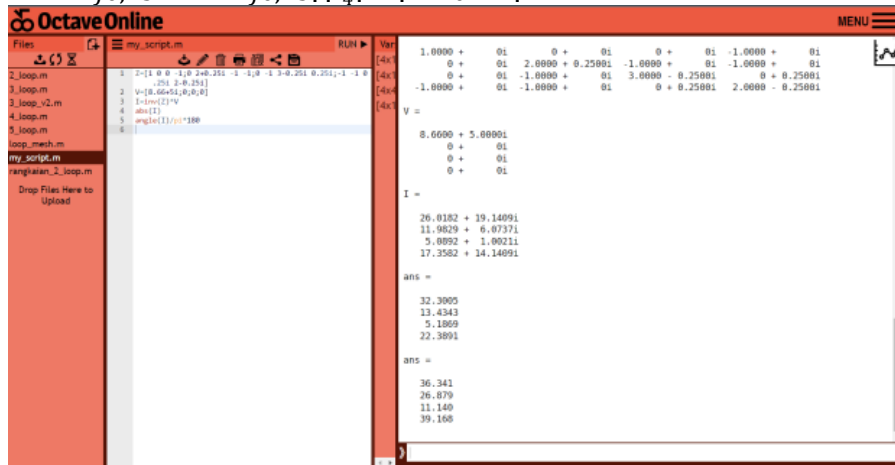 Octave Online
MENU
Files
2_loop.m
3_loop.m
3_loop_v2.m
4_loop.m
5_loop.m
loop_mesh.m
my_script.m
rangkaian_2_loop.m
Drop Files Here to
Upload
my_script.m
RUN
1 Z=[1 0 0 -1;0 2+0.25i -1 -1;0 -1 3-0.25i 0.25i;-1 -1 0
.25i 2-0.25i]
2 V=[8.66+5i;0;0;0]
3 I=inv(Z)*V
4 abs(I)
5 angle(I)/pi*180
6
Var
[4x1
[4x1
[4x4
[4x1
1.0000 + 0i 0 + 0i 0 + 0i -1.0000 + 0i
0 + 0i 2.0000 + 0.2500i -1.0000 + 0i -1.0000 + 0i
0 + 0i -1.0000 + 0i 3.0000 - 0.2500i 0 + 0.2500i
-1.0000 + 0i -1.0000 + 0i 0 + 0.2500i 2.0000 - 0.2500i
V =
8.6600 + 5.0000i
0 + 0i
0 + 0i
0 + 0i
I =
26.0182 + 19.1409i
11.9829 + 6.0737i
5.0892 + 1.0021i
17.3582 + 14.1409i
ans =
32.3005
13.4343
5.1869
22.3891
ans =
36.341
26.879
11.140
39.168